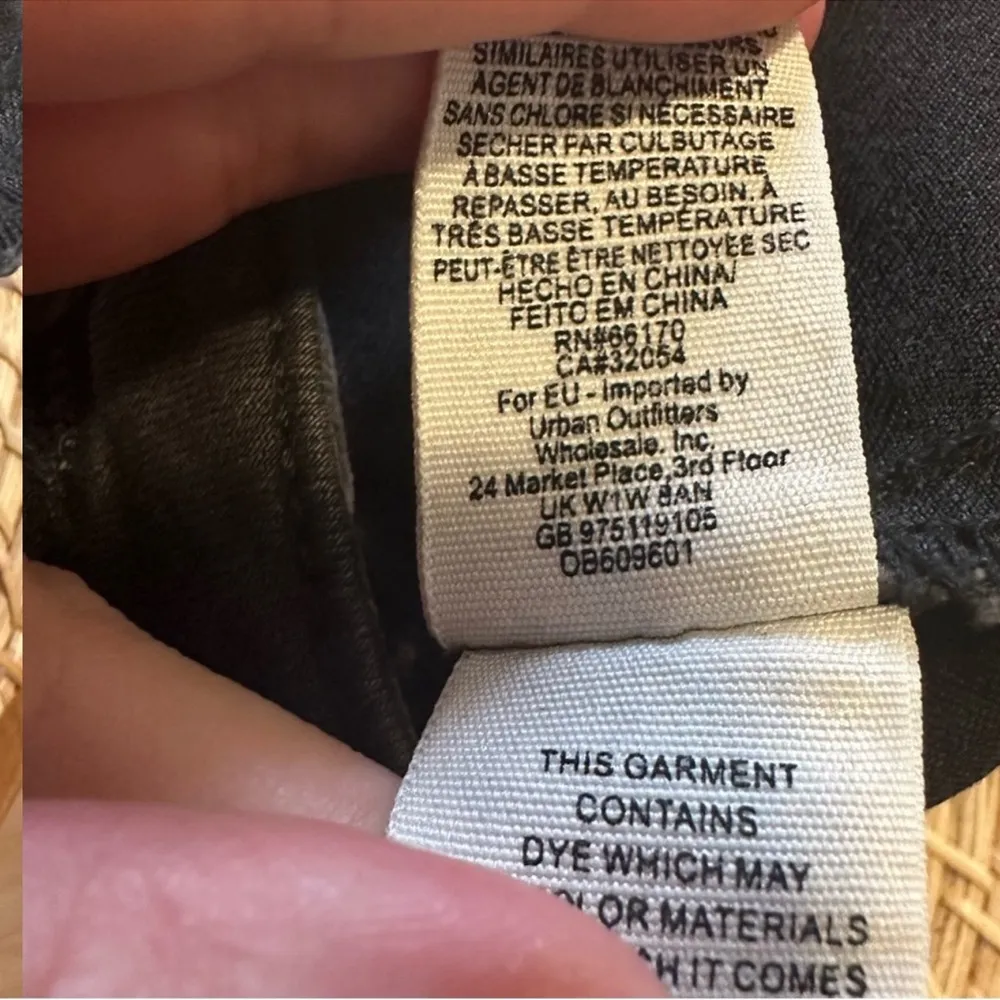 SIMILAIRES UTILISER UN
AGENT DE BLANCHIMENT
SANS CHLORE SI NÉCESSAIRE
SECHER PAR CULBUTAGE
À BASSE TEMPERATURE
REPASSER, AU BESOIN, À
TRÈS BASSE TEMPÉRATURE
PEUT-ÊTRE ÊTRE NETTOYÉE SEC
HECHO EN CHINA/
FEITO EM CHINA
RN#66170
CA#32054
For EU - Imported by
Urban Outfitters
Wholesale, Inc.
24 Market Place,3rd Floor
UK W1W 8AN
GB 975119105
OB609601
THIS GARMENT
CONTAINS
DYE WHICH MAY
OR MATERIALS
IT COMES